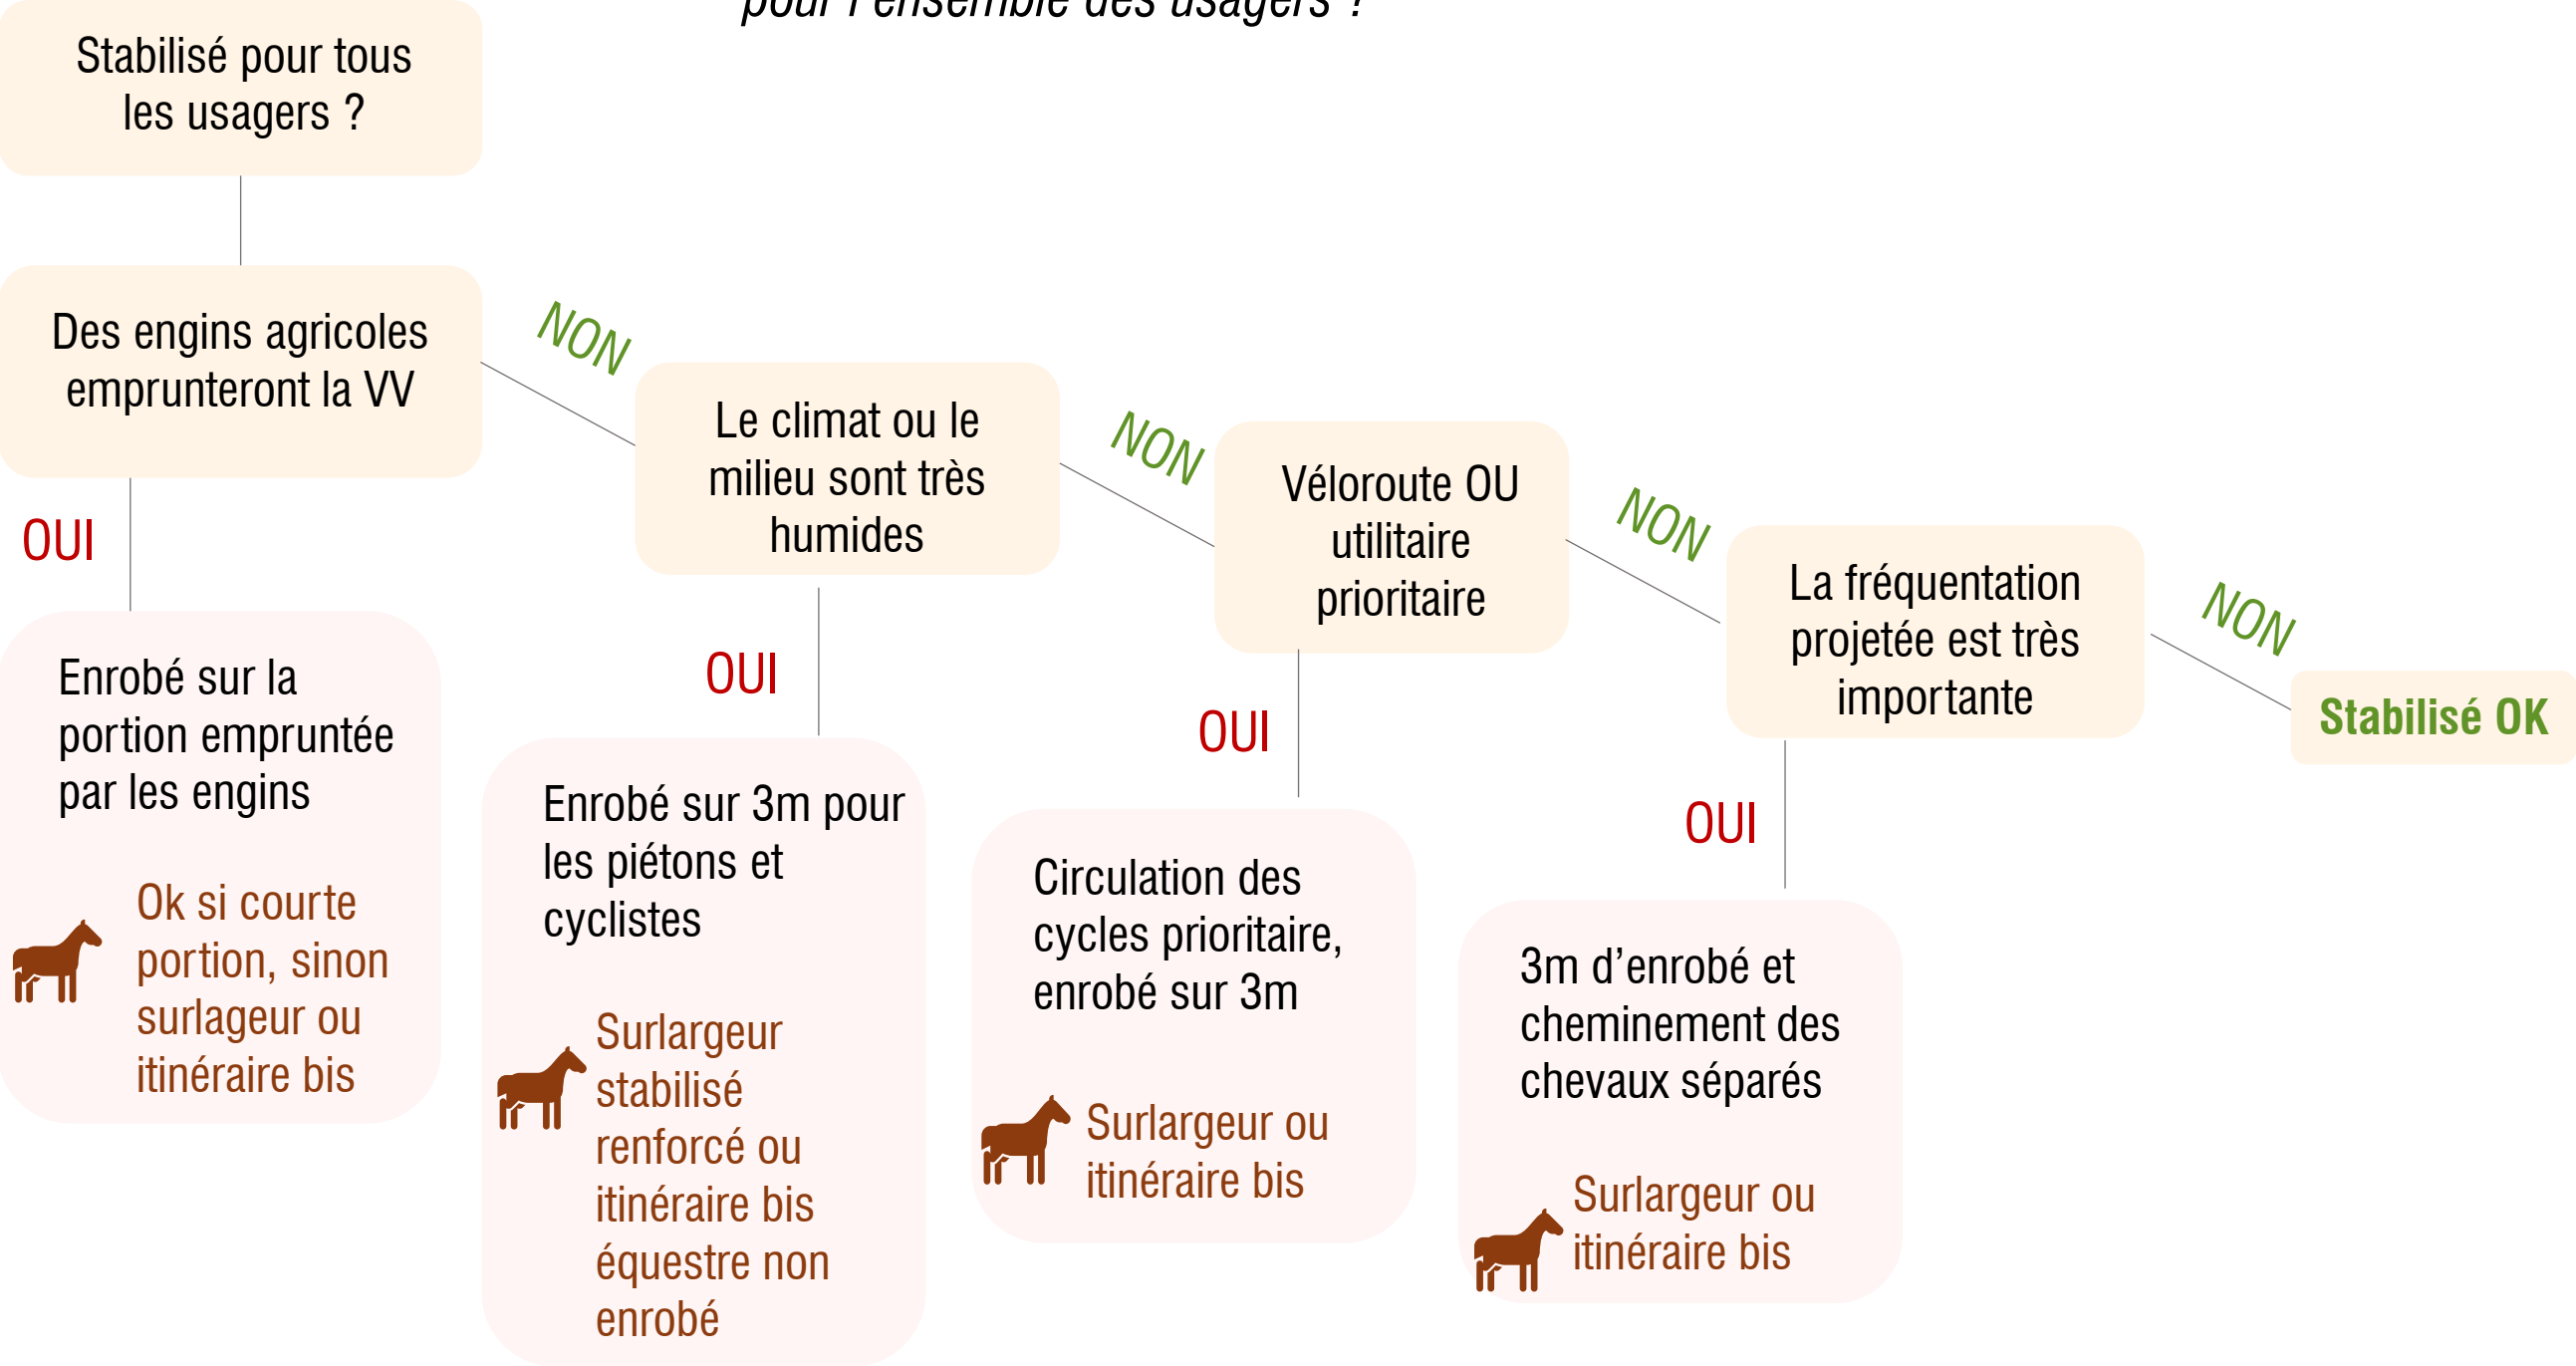 pour l'ensemble des usagers ?
Stabilisé pour tous
les usagers ?
Des engins agricoles
emprunteront la VV
NON
Le climat ou le
milieu sont très
humides
NON
Véloroute OU
utilitaire
prioritaire
NON
La fréquentation
projetée est très
importante
NON
Stabilisé OK
OUI
Enrobé sur la
portion empruntée
par les engins
Ok si courte
portion, sinon
surlageur ou
itinéraire bis
OUI
Enrobé sur 3m pour
les piétons et
cyclistes
Surlargeur
stabilisé
renforcé ou
itinéraire bis
équestre non
enrobé
OUI
Circulation des
cycles prioritaire,
enrobé sur 3m
Surlargeur ou
itinéraire bis
OUI
3m d’enrobé et
cheminement des
chevaux séparés
Surlargeur ou
itinéraire bis